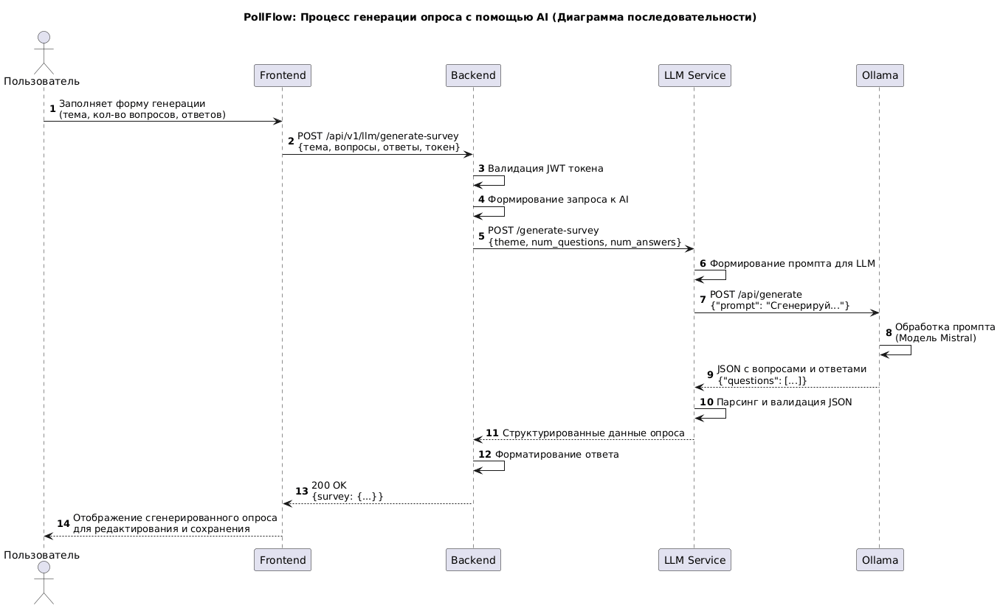 PollFlow: Процесс генерации опроса с помощью AI (Диаграмма последовательности)
Пользователь
Frontend
Backend
LLM Service
Ollama
1 Заполняет форму генерации
(тема, кол-во вопросов, ответов)
2 POST /api/v1/llm/generate-survey
{тема, вопросы, ответы, токен}
3 Валидация JWT токена
4 Формирование запроса к AI
5 POST /generate-survey
{theme, num_questions, num_answers}
6 Формирование промпта для LLM
7 POST /api/generate
{"prompt": "Сгенерируй..."}
8 Обработка промпта
(Модель Mistral)
9 JSON с вопросами и ответами
{"questions": [...]}
10 Парсинг и валидация JSON
11 Структурированные данные опроса
12 Форматирование ответа
13 200 OK
{survey: {...}}
14 Отображение сгенерированного опроса
для редактирования и сохранения
Пользователь
Frontend
Backend
LLM Service
Ollama